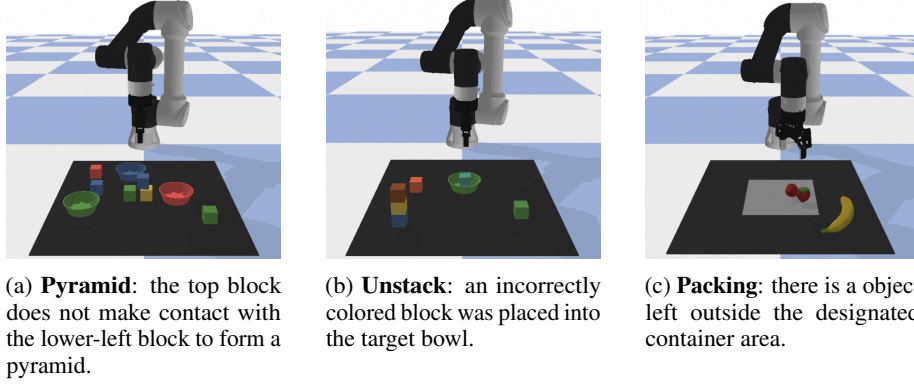 (a) Pyramid: the top block
does not make contact with
the lower-left block to form a
pyramid.
(b) Unstack: an incorrectly
colored block was placed into
the target bowl.
(c) Packing: there is a objec
left outside the designated
container area.